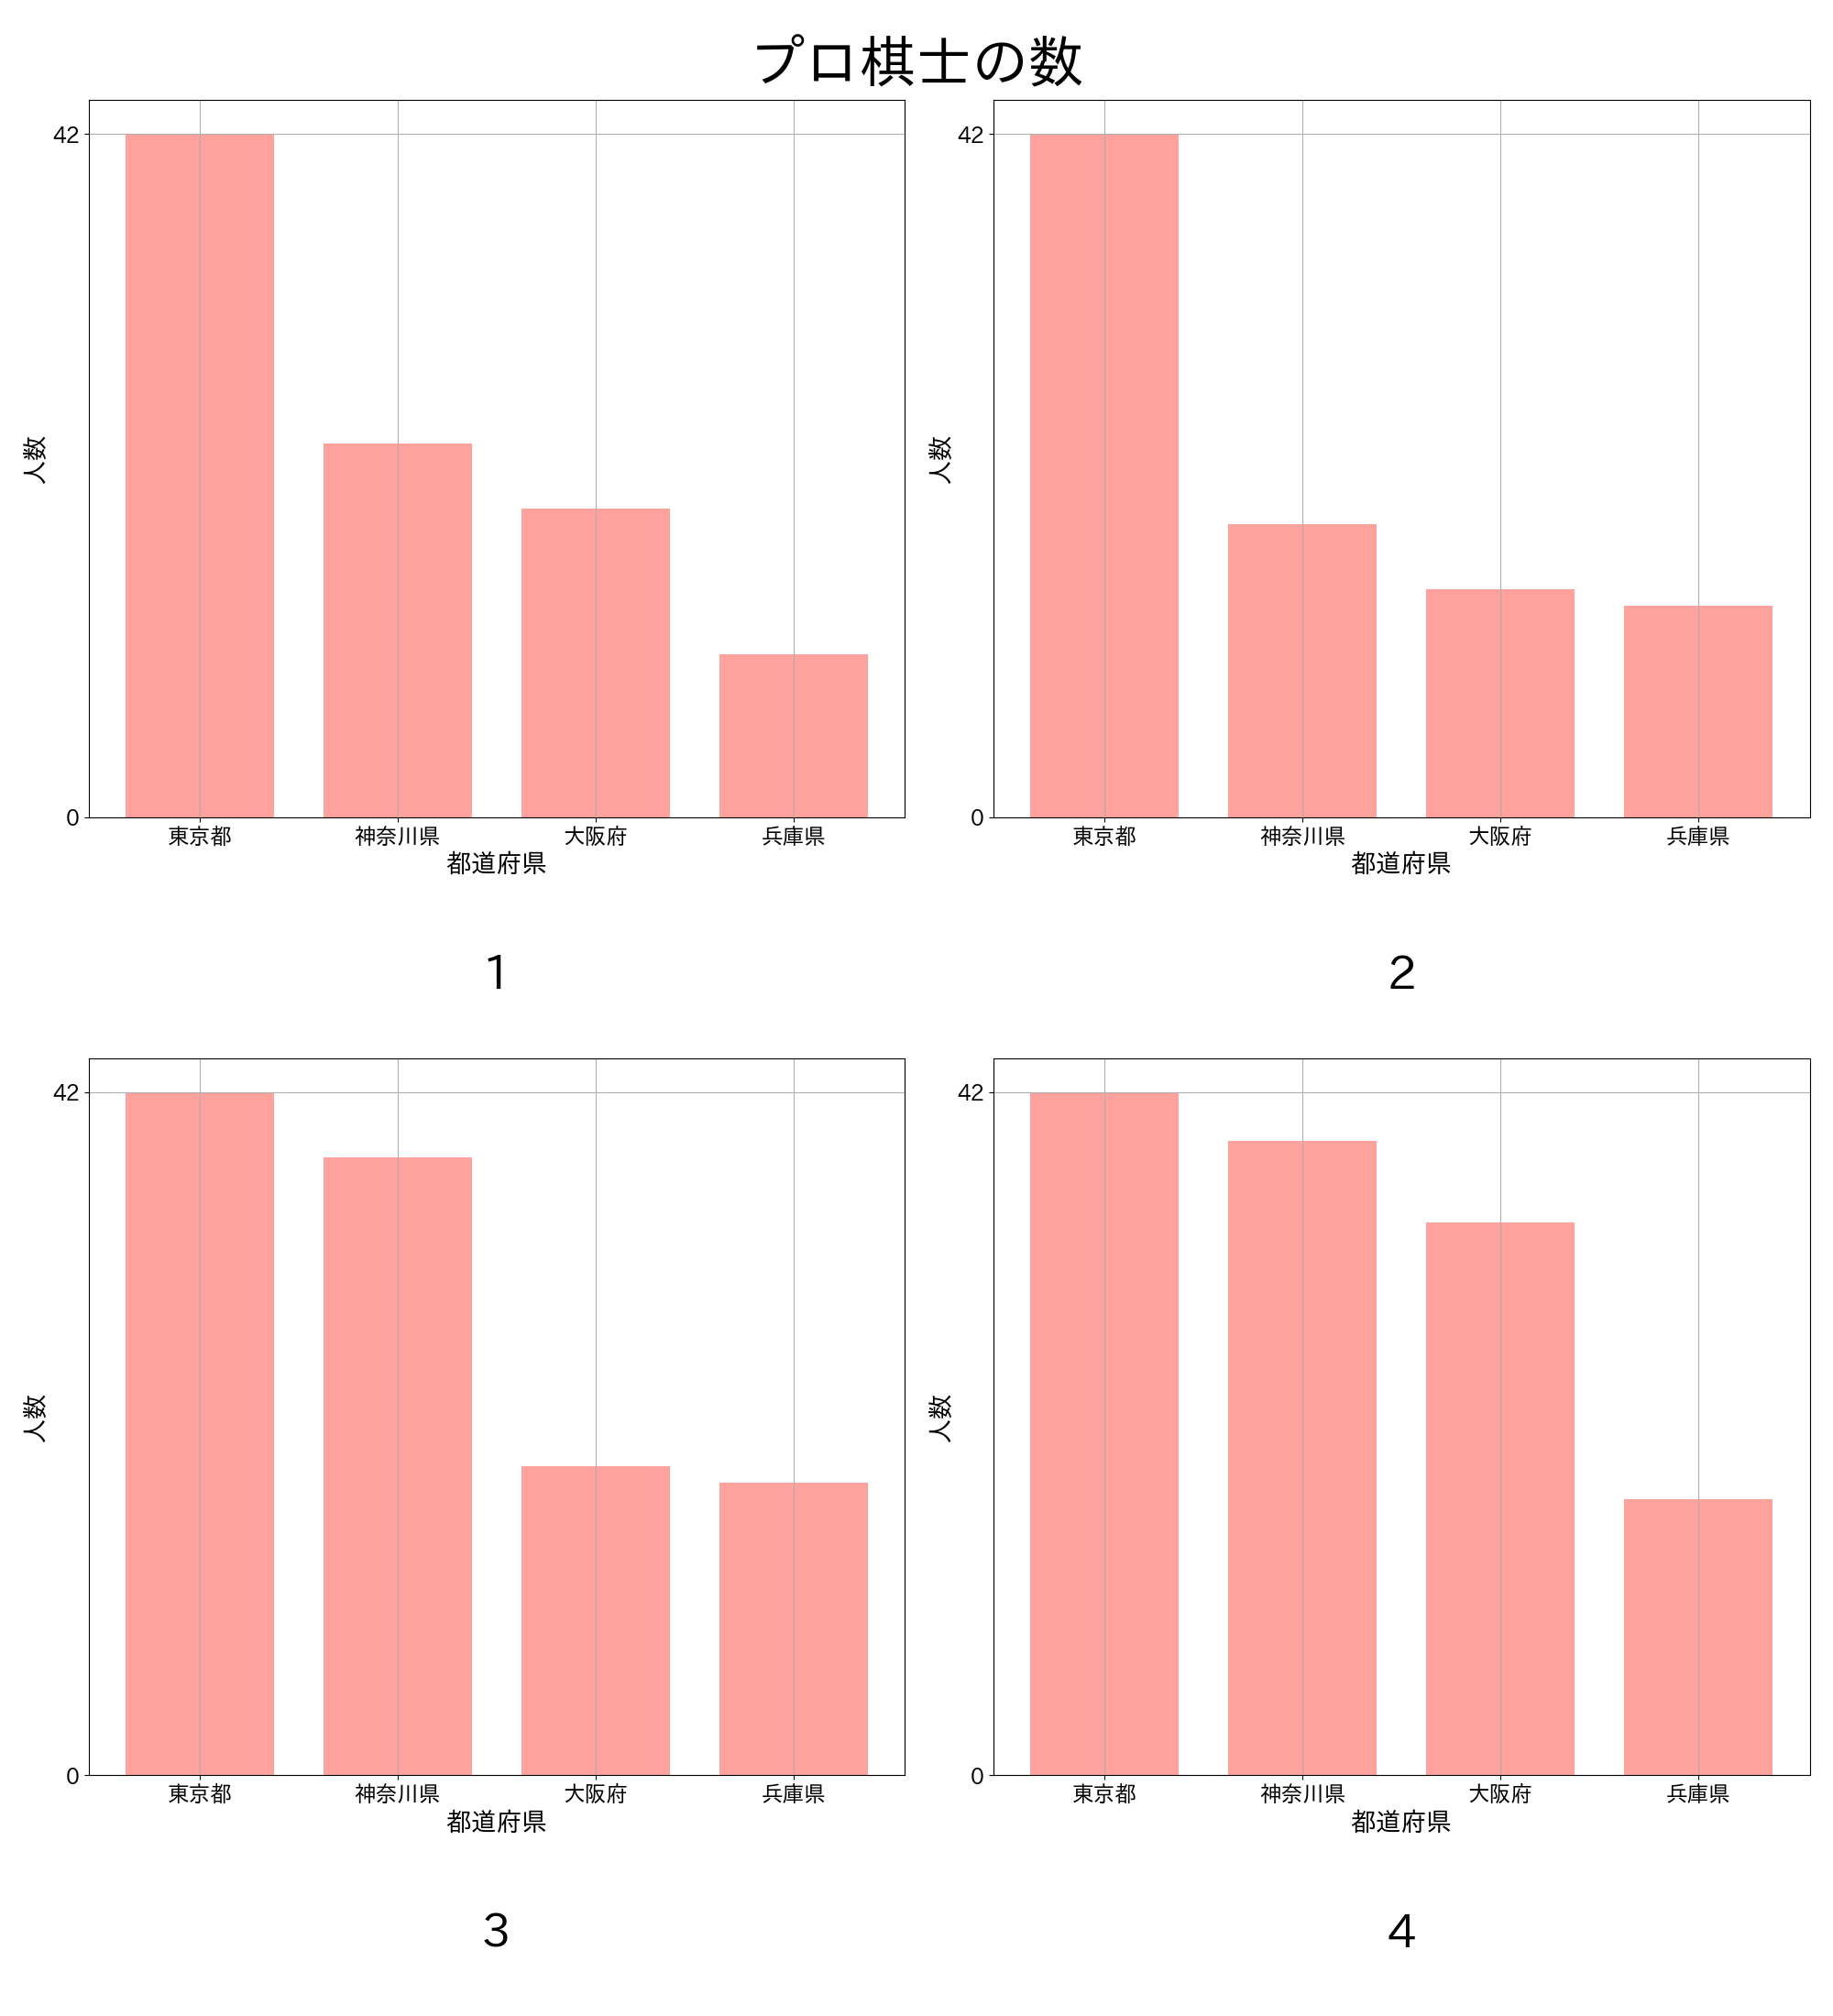 プロ棋士の数
42
0
人数
東京都 神奈川県 大阪府 兵庫県
都道府県
1
42
0
人数
東京都 神奈川県 大阪府 兵庫県
都道府県
2
42
0
人数
東京都 神奈川県 大阪府 兵庫県
都道府県
3
42
0
人数
東京都 神奈川県 大阪府 兵庫県
都道府県
4